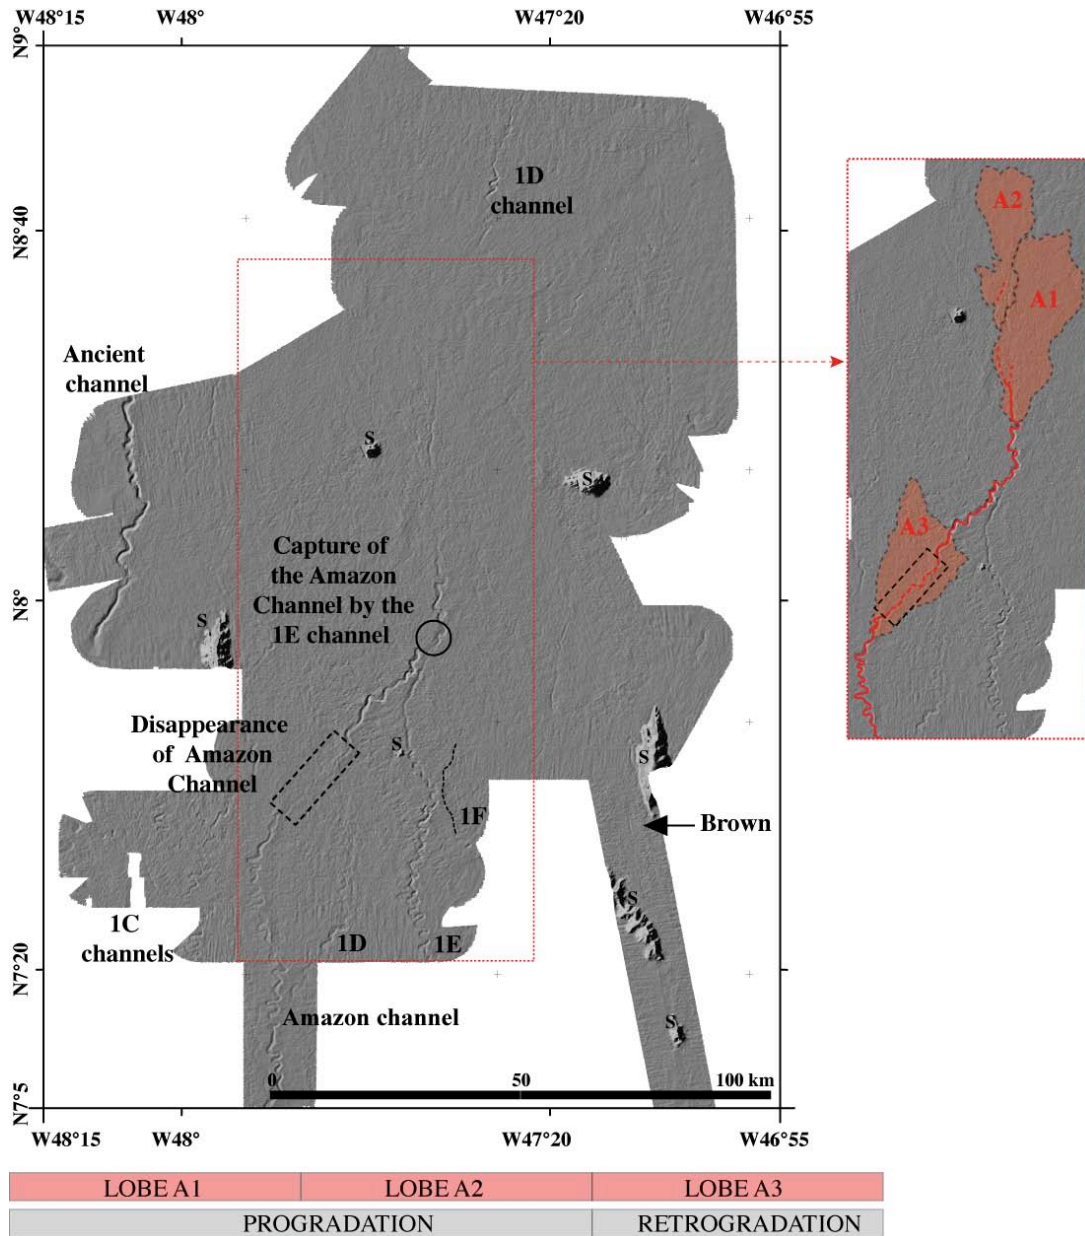 W48°15 W48° W47°20 W46°55
N9°
1D
channel
A2
N8°40
A1
Ancient
channel
S
S
A3
Capture of
the Amazon
Channel by the
1E channel
N8°
S
Disappearance
of Amazon
Channel
S
S
1F
Brown
S
1C
channels
1D
1E
N7°20
Amazon channel
S
0 50 100 km
N7°5
W48°15 W48° W47°20 W46°55
LOBE A1 LOBE A2 LOBE A3
PROGRADATION RETROGRADATION